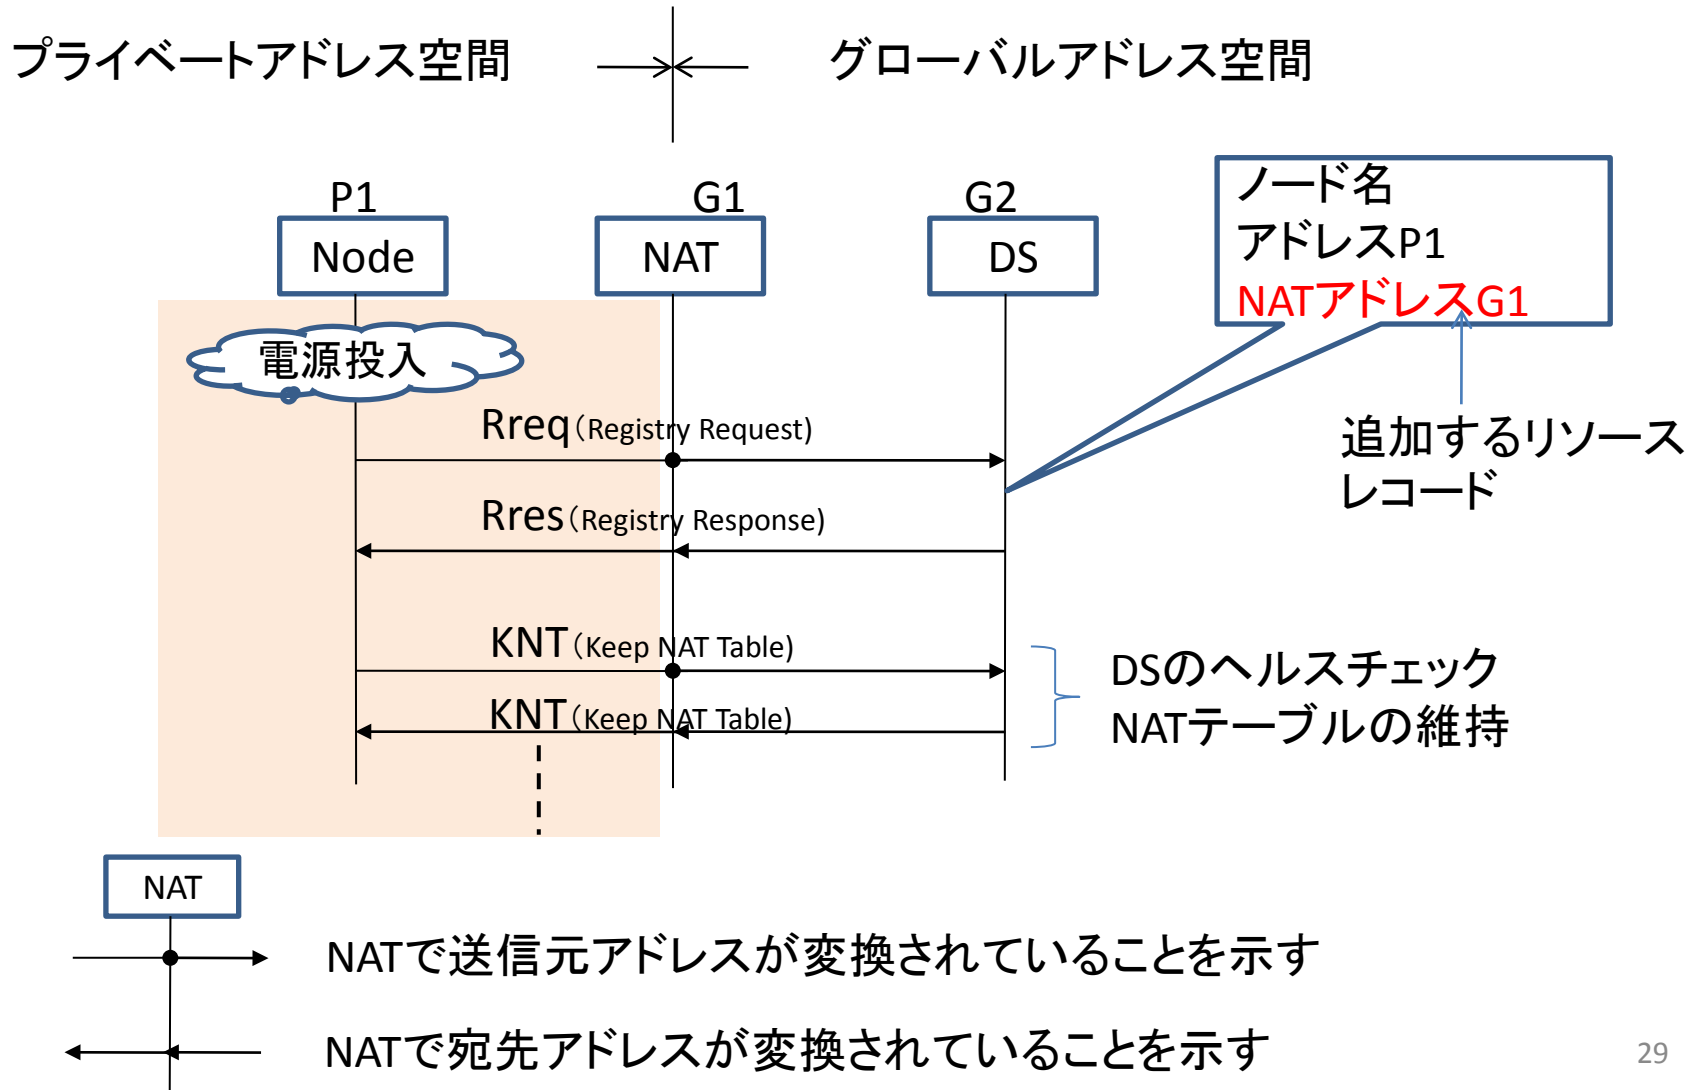 プライベートアドレス空間
グローバルアドレス空間
P1
G1
G2
Node
NAT
DS
ノード名
アドレスP1
NATアドレスG1
電源投入
追加するリソース
レコード
Rreq（Registry Request)
Rres（Registry Response)
KNT（Keep NAT Table)
KNT（Keep NAT Table)
DSのヘルスチェック
NATテーブルの維持
NAT
NATで送信元アドレスが変換されていることを示す
NATで宛先アドレスが変換されていることを示す
29